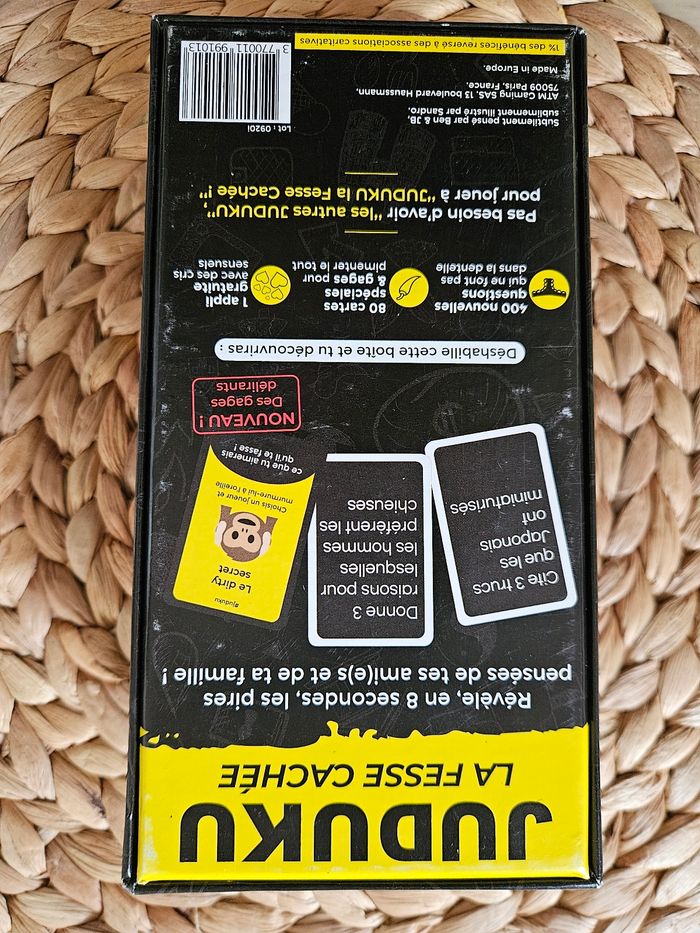 JUDUKU
LA FESSE CACHÉE
Révèle, en 8 secondes, les pires
pensées de tes ami(e)s et de ta famille !
Cite 3 trucs
que les
Japonais
ont
miniaturisés
Donne 3
raisons pour
lesquelles
les hommes
préfèrent les
chieuses
#juduku
Le dirty
secret
Choisis un joueur et
murmure-lui à l'oreille
ce que tu aimerais
qu'il te fasse !
NOUVEAU !
Des gages
délirants
Déshabille cette boîte et tu découvriras :
400 nouvelles
questions
qui ne font pas
dans la dentelle
80 cartes
spéciales
& gages pour
pimenter le tout
1 appli
gratuite
avec des cris
sensuels
Pas besoin d'avoir "les autres JUDUKU"
pour jouer à "JUDUKU la Fesse Cachée" !
Subtilement pensé par Ben & JB,
sublimement illustré par Sandro.
ATM Gaming SAS. 13 boulevard Haussmann,
75009 Paris, France.
Made in Europe.
Lot : 0920i
3 770011 991013
1% des bénéfices reversé à des associations caritatives